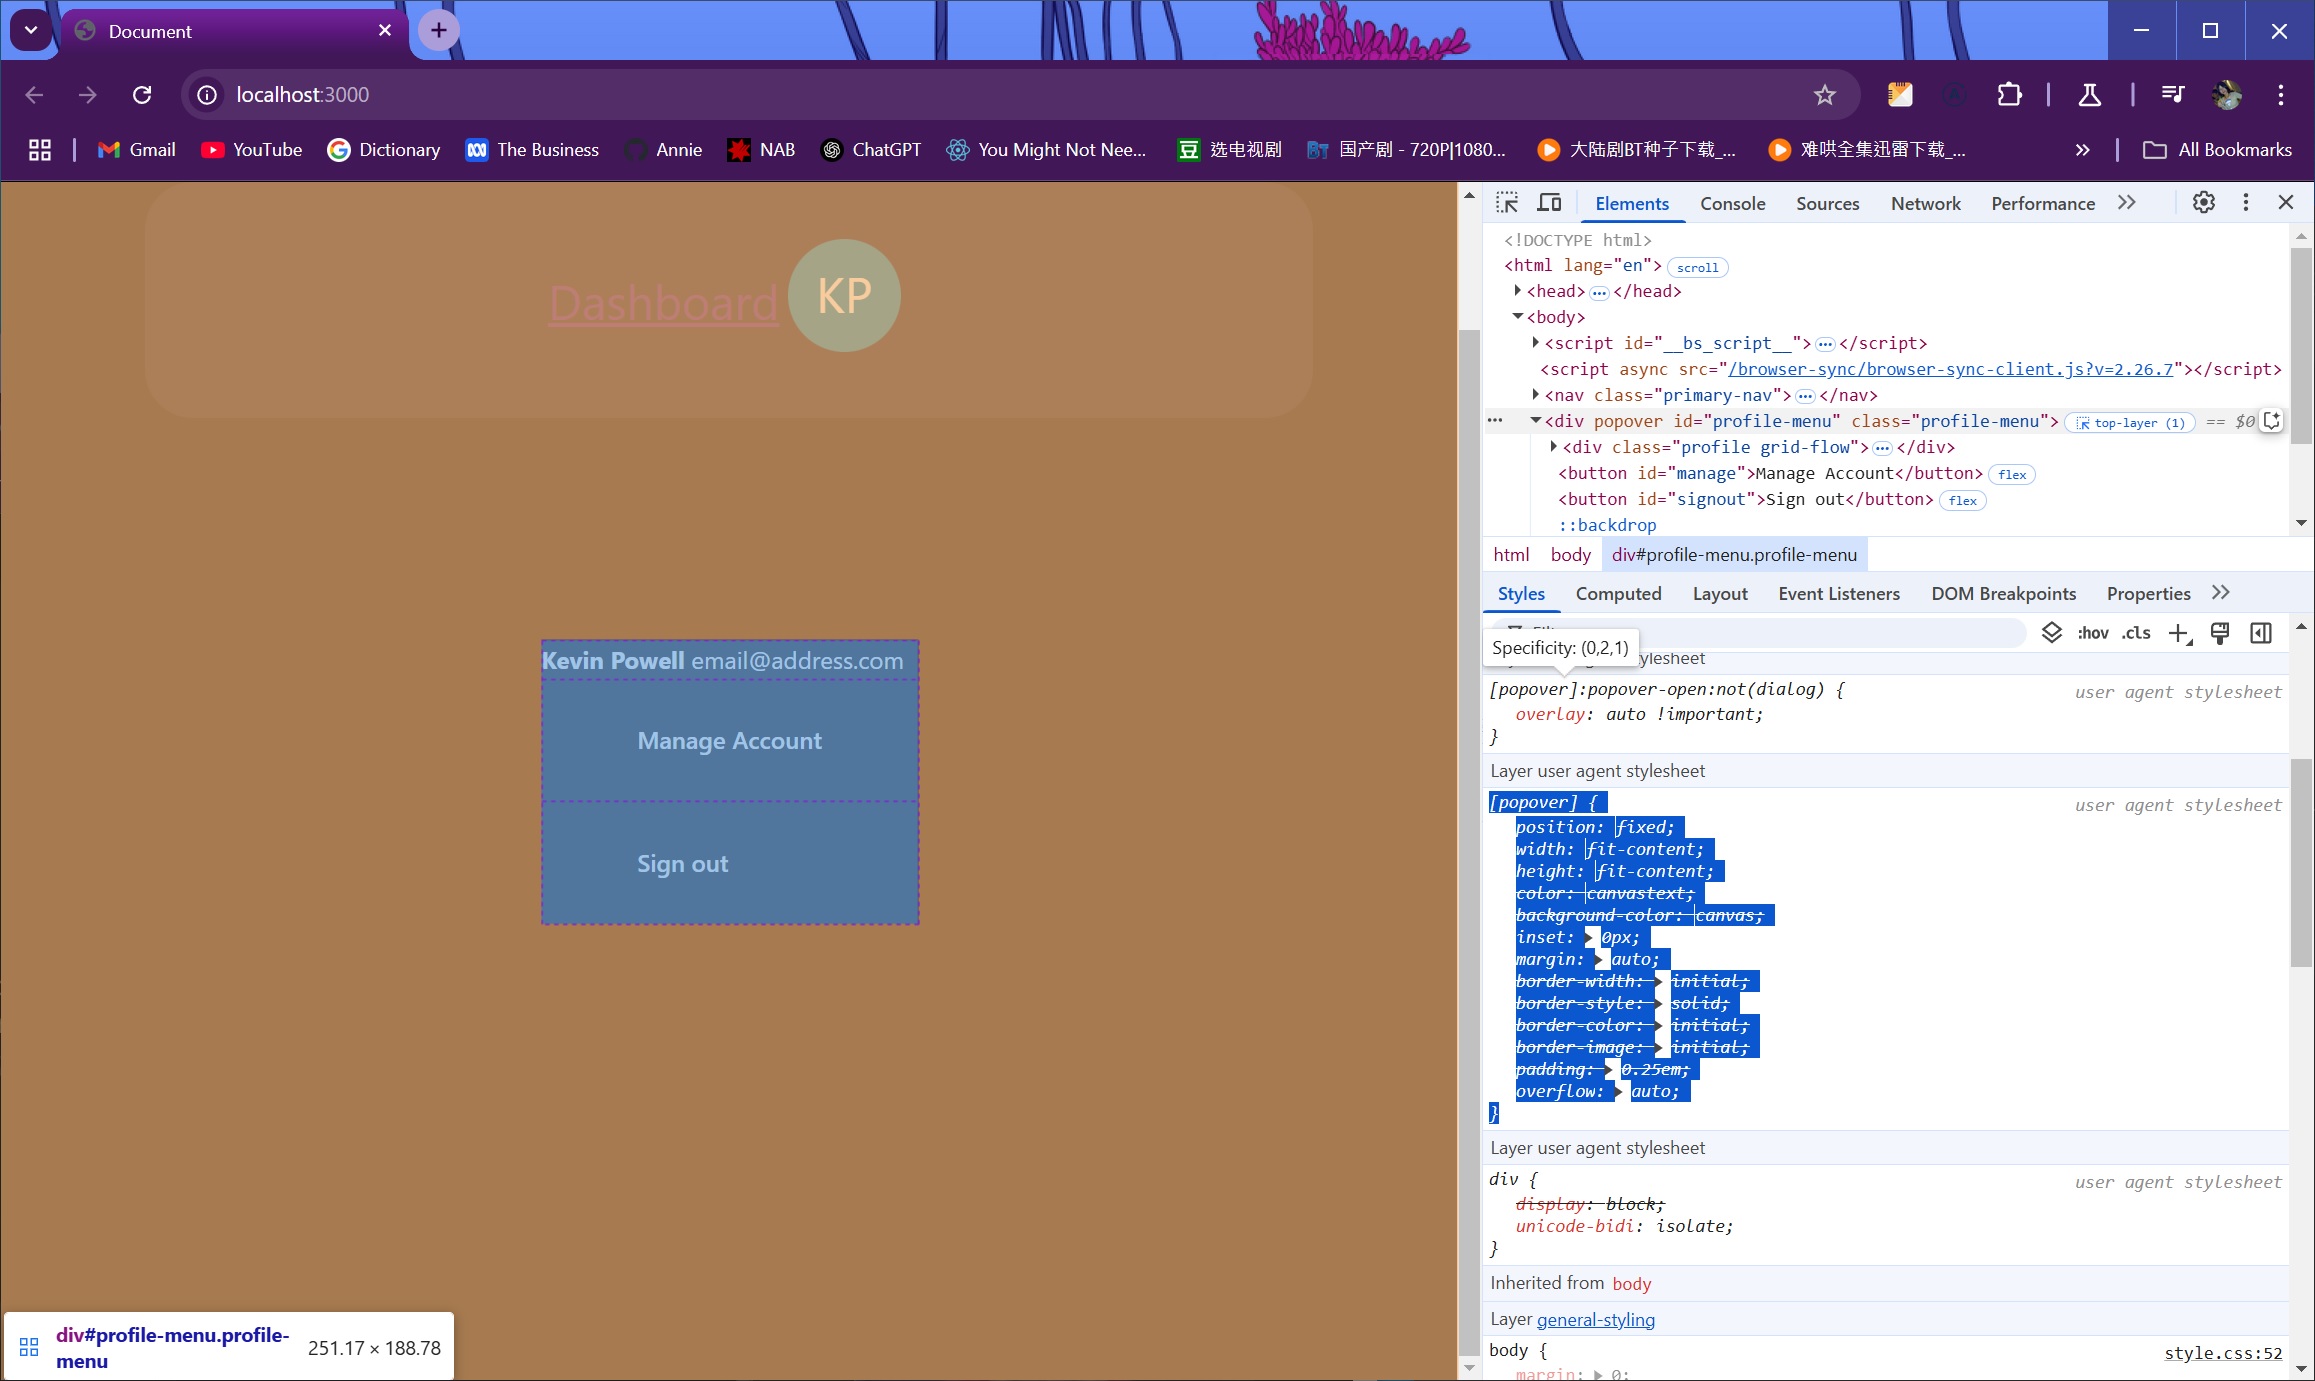 Document
localhost:3000
Gmail
YouTube
Dictionary
The Business
Annie
NAB
ChatGPT
You Might Not Nee...
选电视剧
国产剧 - 720P|1080...
大陆剧BT种子下载_...
难哄全集迅雷下载_...
All Bookmarks
Dashboard
KP
Kevin Powell email@address.com
Manage Account
Sign out
div#profile-menu.profile-
menu
251.17 × 188.78
Elements
Console
Sources
Network
Performance
<!DOCTYPE html>
<html lang="en"> scroll
<head> ... </head>
<body>
<script id="__bs_script__"> ... </script>
<script async src="/browser-sync/browser-sync-client.js?v=2.26.7"></script>
<nav class="primary-nav"> ... </nav>
... <div popover id="profile-menu" class="profile-menu"> top-layer (1) == $0
<div class="profile grid-flow"> ... </div>
<button id="manage">Manage Account</button> flex
<button id="signout">Sign out</button> flex
::backdrop
html body div#profile-menu.profile-menu
Styles
Computed
Layout
Event Listeners
DOM Breakpoints
Properties
:hov
.cls
Specificity: (0,2,1)
[popover]:popover-open:not(dialog) {
user agent stylesheet
overlay: auto !important;
}
Layer user agent stylesheet
[popover] {
user agent stylesheet
position: fixed;
width: fit-content;
height: fit-content;
color: canvastext;
background-color: canvas;
inset: 0px;
margin: auto;
border-width: initial;
border-style: solid;
border-color: initial;
border-image: initial;
padding: 0.25em;
overflow: auto;
}
Layer user agent stylesheet
div {
user agent stylesheet
display: block;
unicode-bidi: isolate;
}
Inherited from body
Layer general-styling
body {
style.css:52
margin: 0;